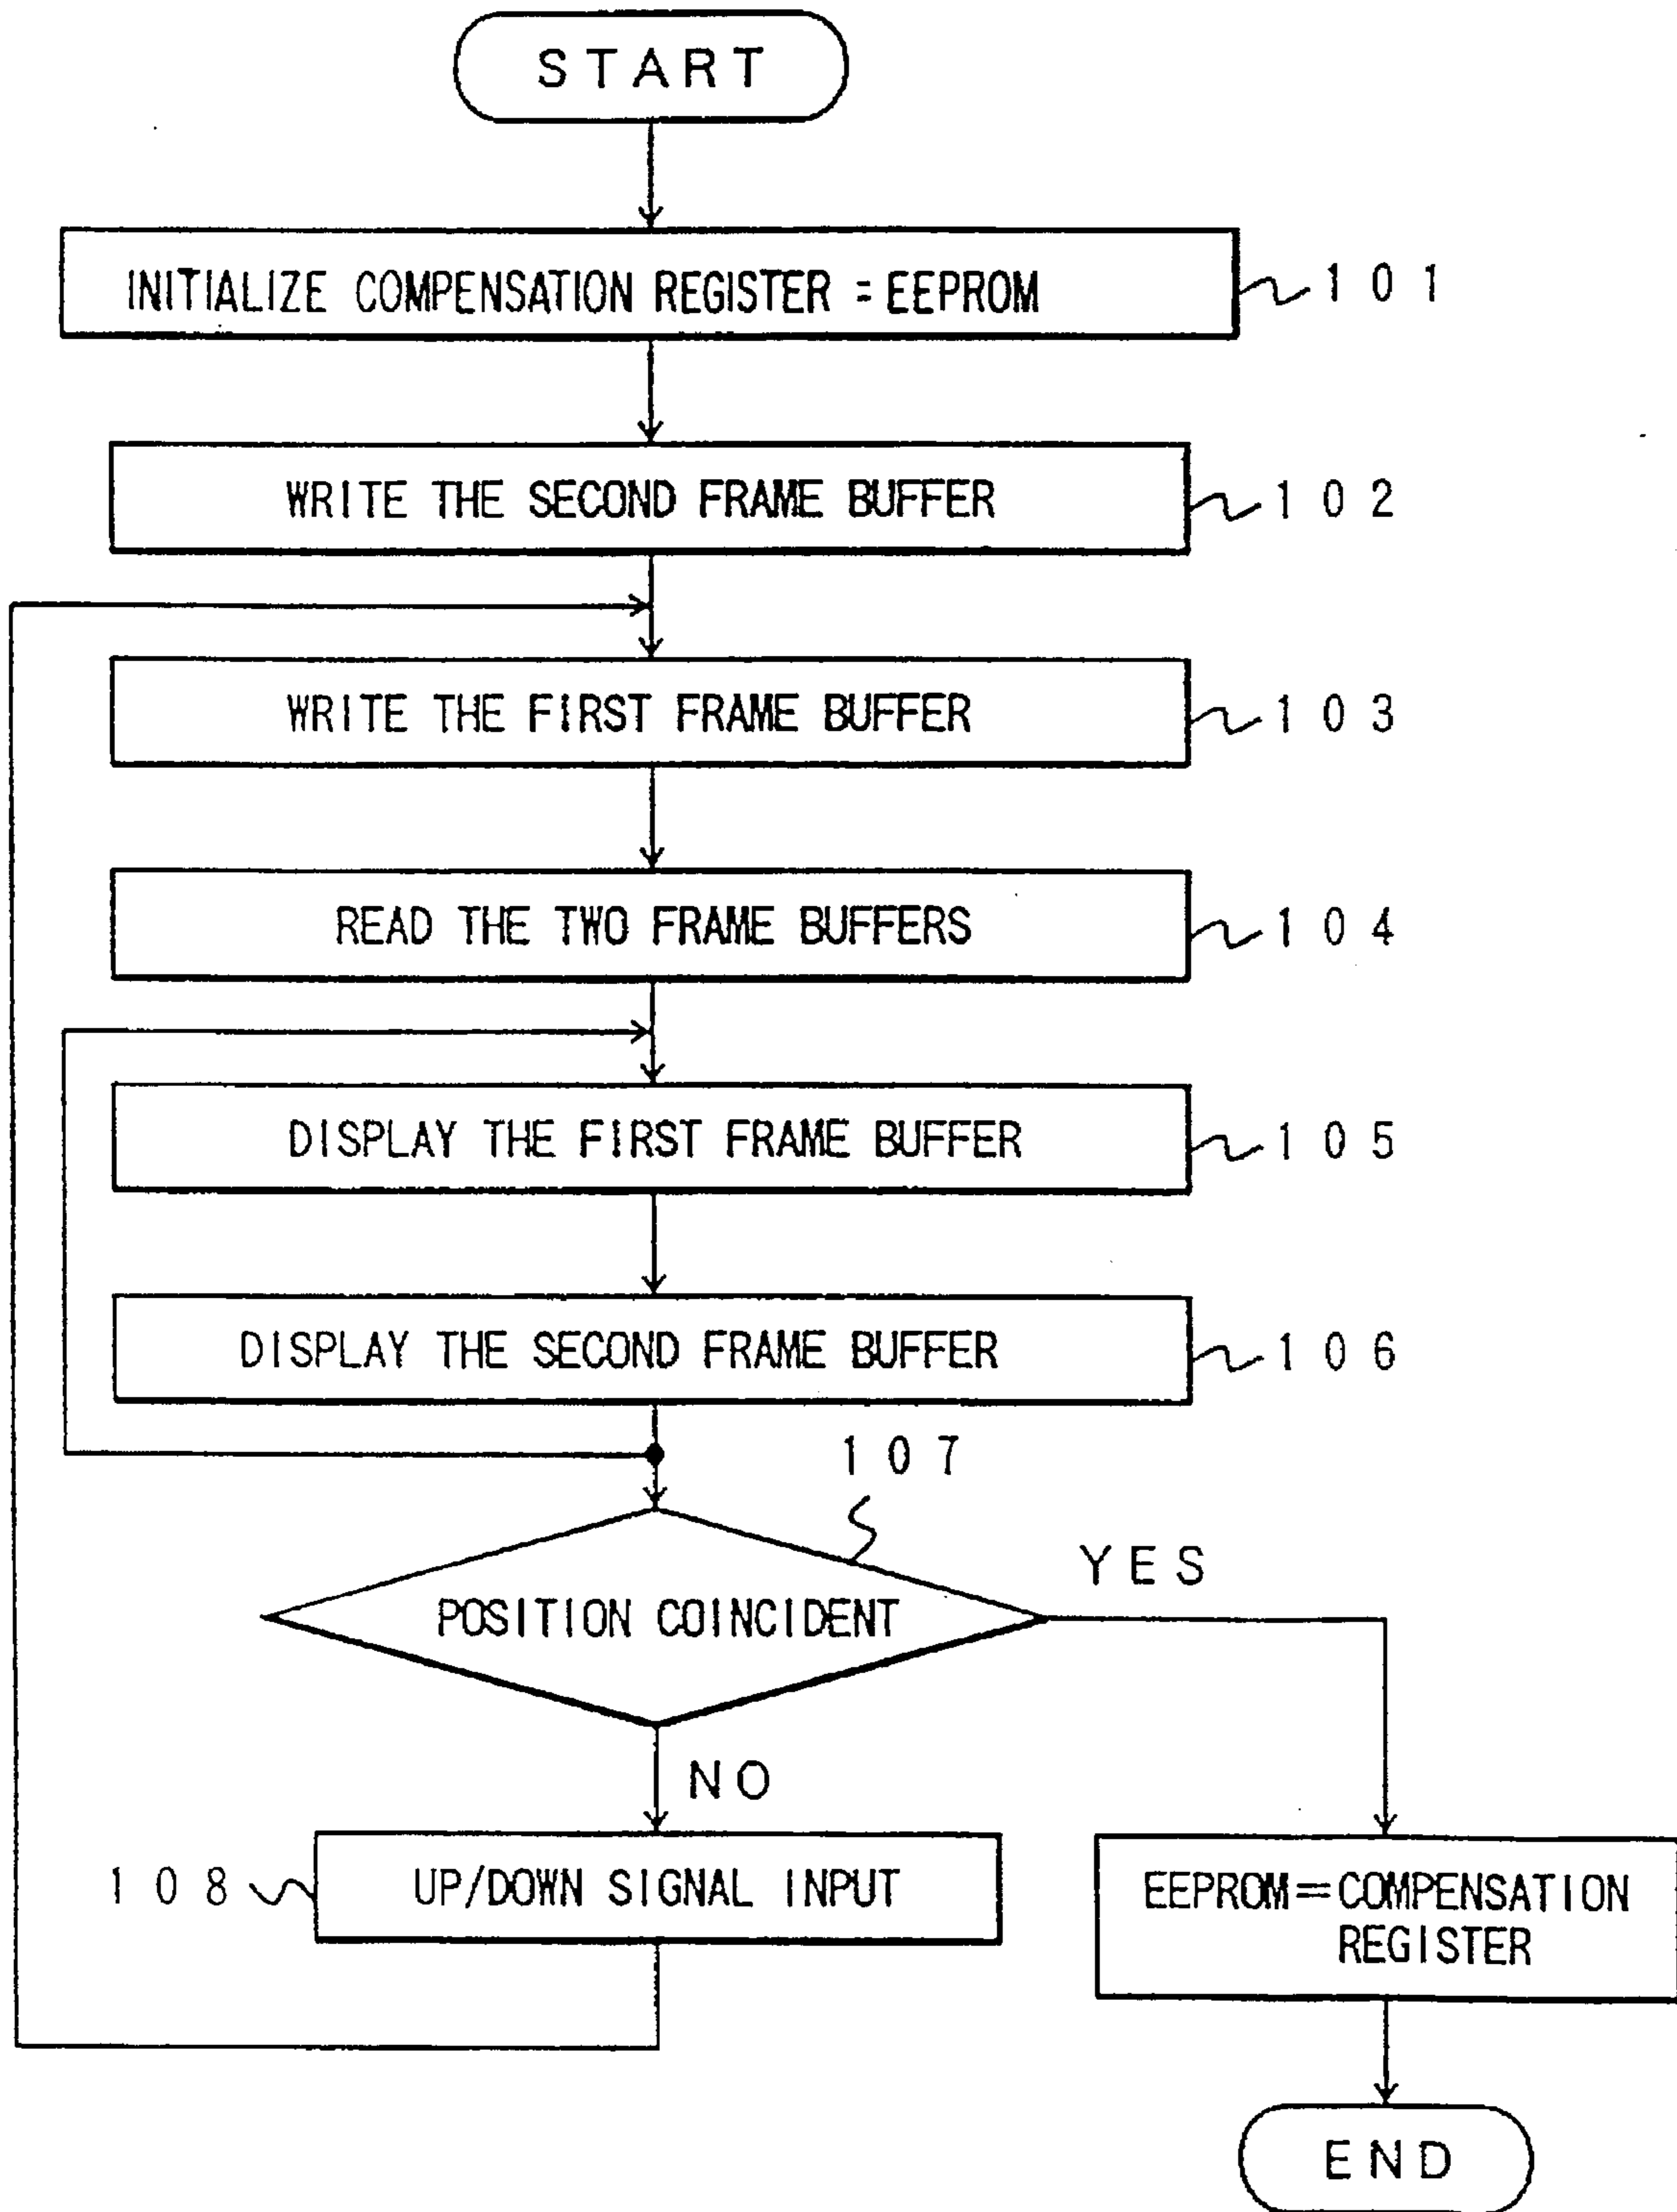 START
INITIALIZE COMPENSATION REGISTER = EEPROM
101
WRITE THE SECOND FRAME BUFFER
102
WRITE THE FIRST FRAME BUFFER
103
READ THE TWO FRAME BUFFERS
104
DISPLAY THE FIRST FRAME BUFFER
105
DISPLAY THE SECOND FRAME BUFFER
106
107
POSITION COINCIDENT
YES
NO
108
UP/DOWN SIGNAL INPUT
EEPROM=COMPENSATION
REGISTER
END